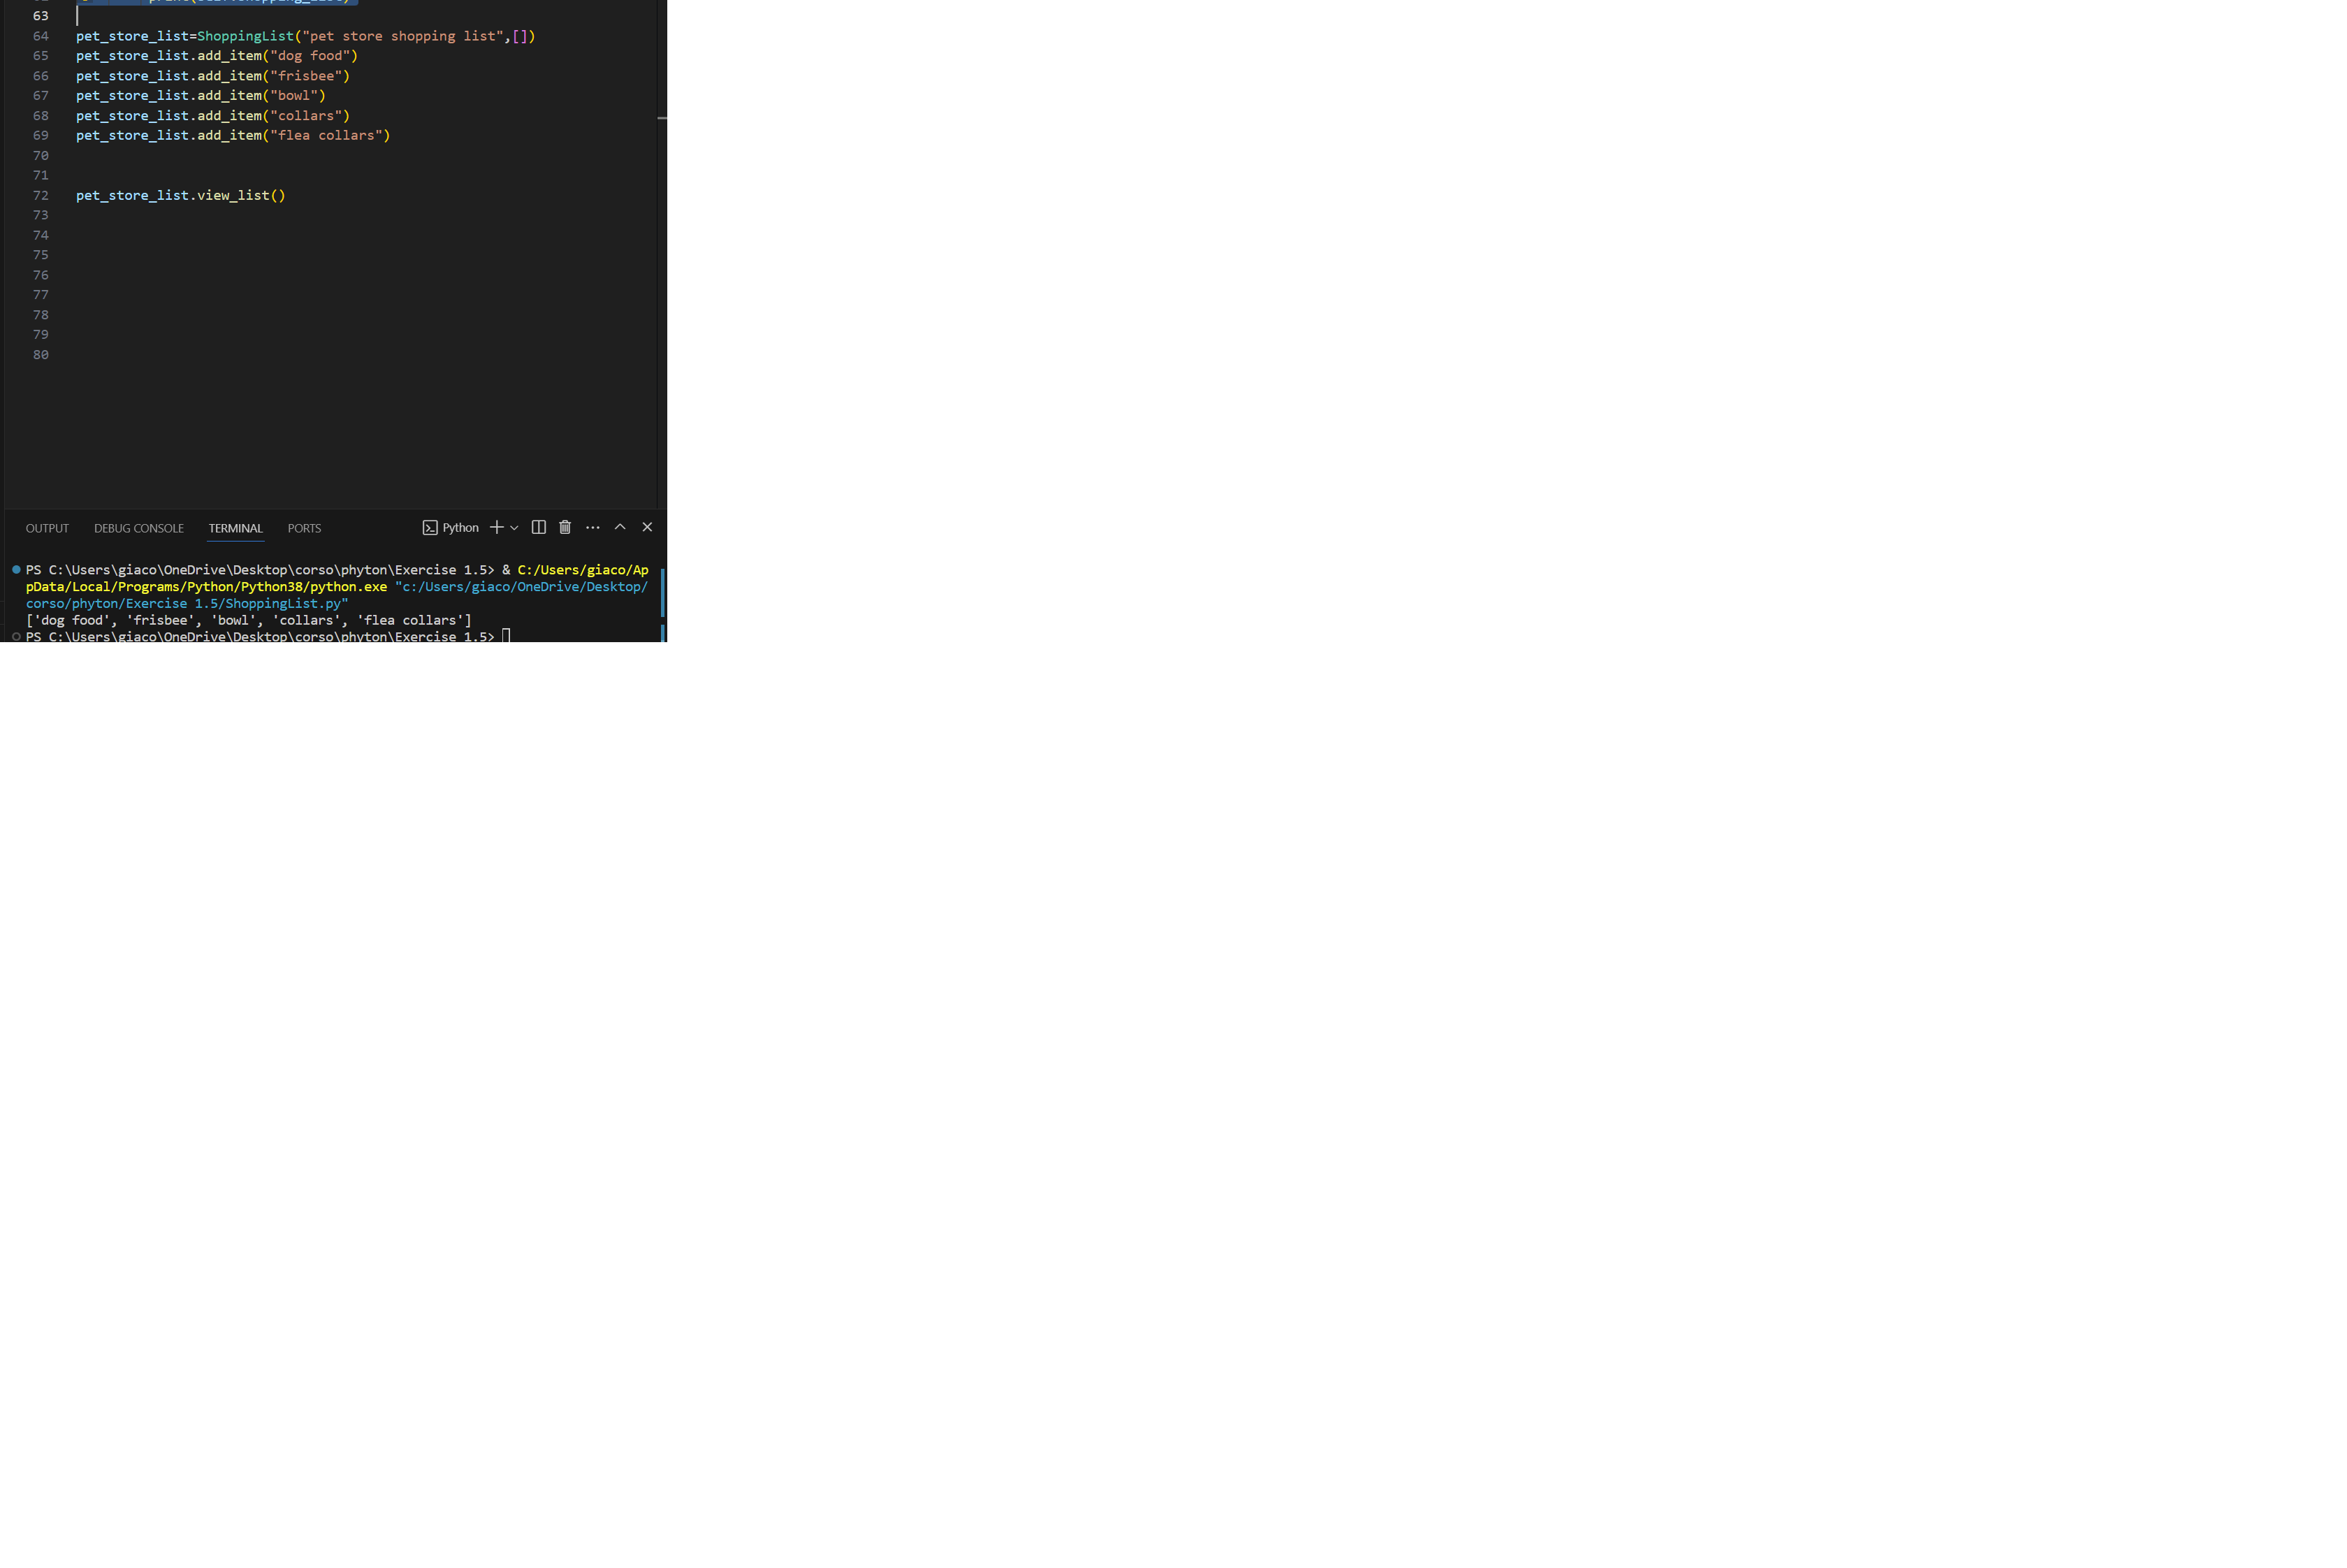 63
64 pet_store_list=ShoppingList("pet store shopping list",[])
65 pet_store_list.add_item("dog food")
66 pet_store_list.add_item("frisbee")
67 pet_store_list.add_item("bowl")
68 pet_store_list.add_item("collars")
69 pet_store_list.add_item("flea collars")
70
71
72 pet_store_list.view_list()
73
74
75
76
77
78
79
80
OUTPUT DEBUG CONSOLE TERMINAL PORTS Python
PS C:\Users\giaco\OneDrive\Desktop\corso\phyton\Exercise 1.5> & C:/Users/giaco/Ap
pData/Local/Programs/Python/Python38/python.exe "c:/Users/giaco/OneDrive/Desktop/
corso/phyton/Exercise 1.5/ShoppingList.py"
['dog food', 'frisbee', 'bowl', 'collars', 'flea collars']
PS C:\Users\giaco\OneDrive\Desktop\corso\phyton\Exercise 1.5>